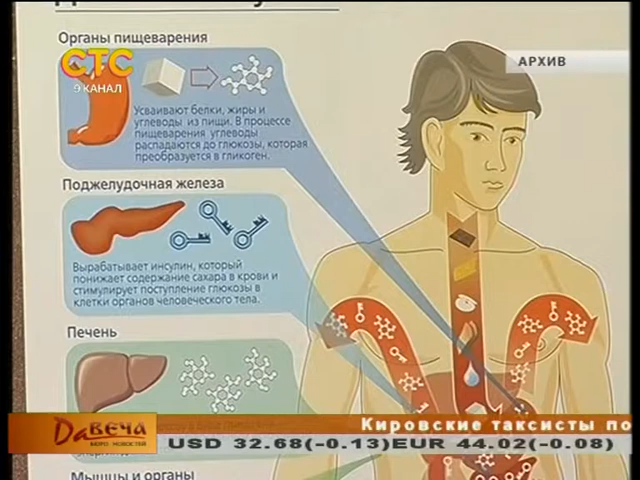 Органы пищеварения
СТС
9 КАНАЛ
АРХИВ
Усваивают белки, жиры и
углеводы из пищи. В процессе
пищеварения углеводы
распадаются до глюкозы, которая
преобразуется в гликоген.
Поджелудочная железа
Вырабатывает инсулин, который
понижает содержание сахара в крови и
стимулирует поступление глюкозы в
клетки органов человеческого тела.
Печень
ДаВЕЧА
БЮРО НОВОСТЕЙ
Кировские таксисты по
USD 32.68(-0.13)EUR 44.02(-0.08)
Мышцы и органы